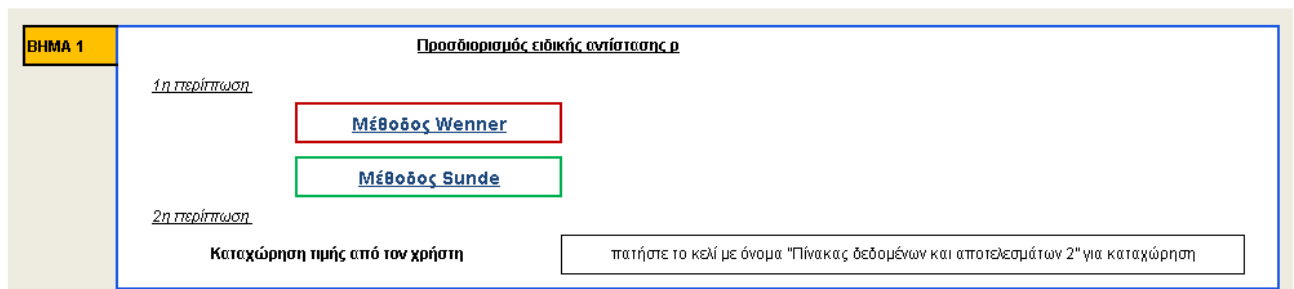 ΒΗΜΑ 1
Προσδιορισμός ειδικής αντίστασης ρ
1η περίπτωση
Μέθοδος Wenner
Μέθοδος Sunde
2η περίπτωση
Καταχώρηση τιμής από τον χρήστη
πατήστε το κελί με όνομα "Πίνακας δεδομένων και αποτελεσμάτων 2" για καταχώρηση